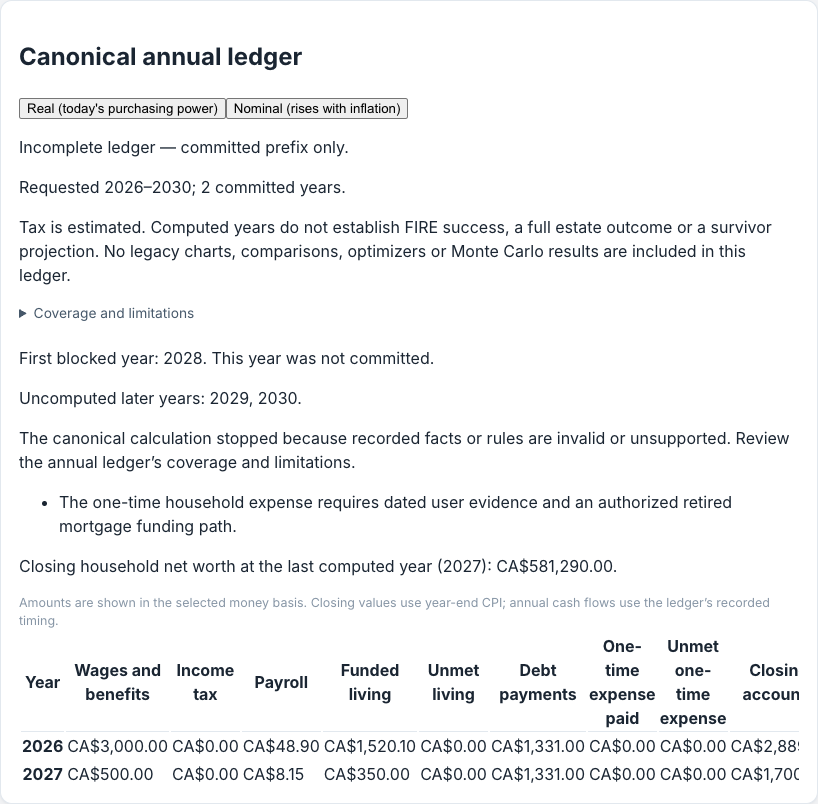 Canonical annual ledger
Real (today's purchasing power) Nominal (rises with inflation)
Incomplete ledger — committed prefix only.
Requested 2026–2030; 2 committed years.
Tax is estimated. Computed years do not establish FIRE success, a full estate outcome or a survivor
projection. No legacy charts, comparisons, optimizers or Monte Carlo results are included in this
ledger.
Coverage and limitations
First blocked year: 2028. This year was not committed.
Uncomputed later years: 2029, 2030.
The canonical calculation stopped because recorded facts or rules are invalid or unsupported. Review
the annual ledger’s coverage and limitations.
• The one-time household expense requires dated user evidence and an authorized retired
mortgage funding path.
Closing household net worth at the last computed year (2027): CA$581,290.00.
Amounts are shown in the selected money basis. Closing values use year-end CPI; annual cash flows use the ledger’s recorded
timing.
Year Wages and benefits Income tax Payroll Funded living Unmet living Debt payments One-time expense paid Unmet one-time expense
2026 CA$3,000.00 CA$0.00 CA$48.90 CA$1,520.10 CA$0.00 CA$1,331.00 CA$0.00 CA$0.00
2027 CA$500.00 CA$0.00 CA$8.15 CA$350.00 CA$0.00 CA$1,331.00 CA$0.00 CA$0.00